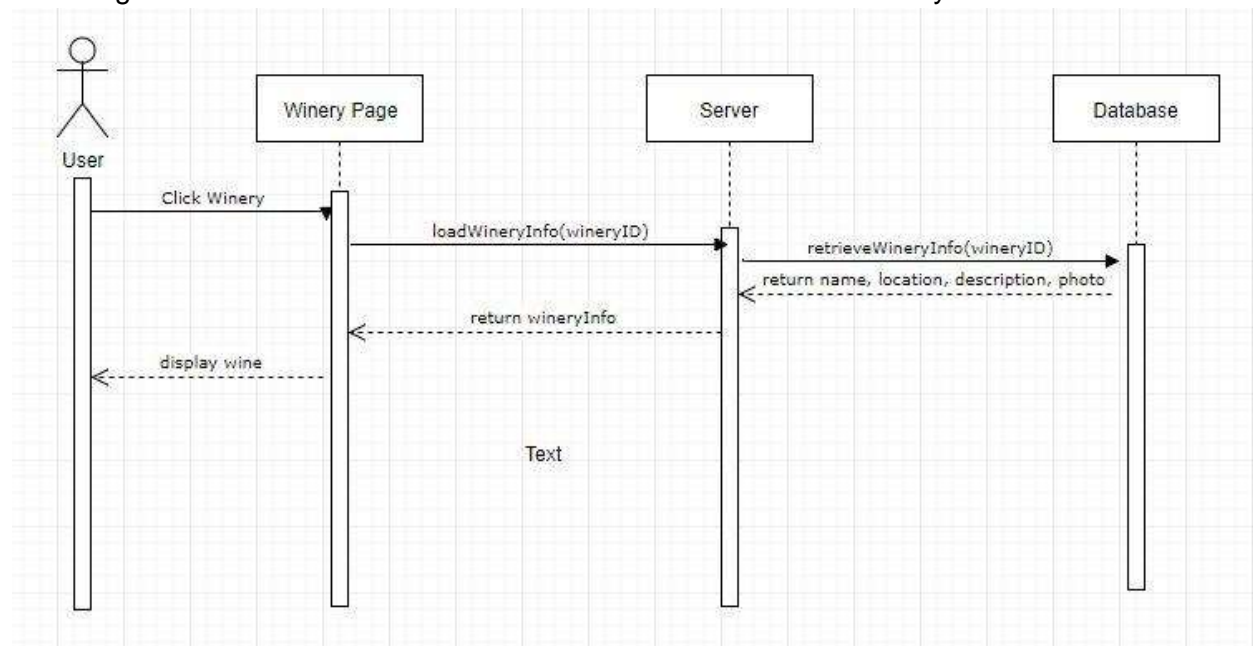 Winery Page
Server
Database
User
Click Winery
loadWineryInfo(wineryID)
retrieveWineryInfo(wineryID)
return name, location, description, photo
return wineryInfo
display wine
Text